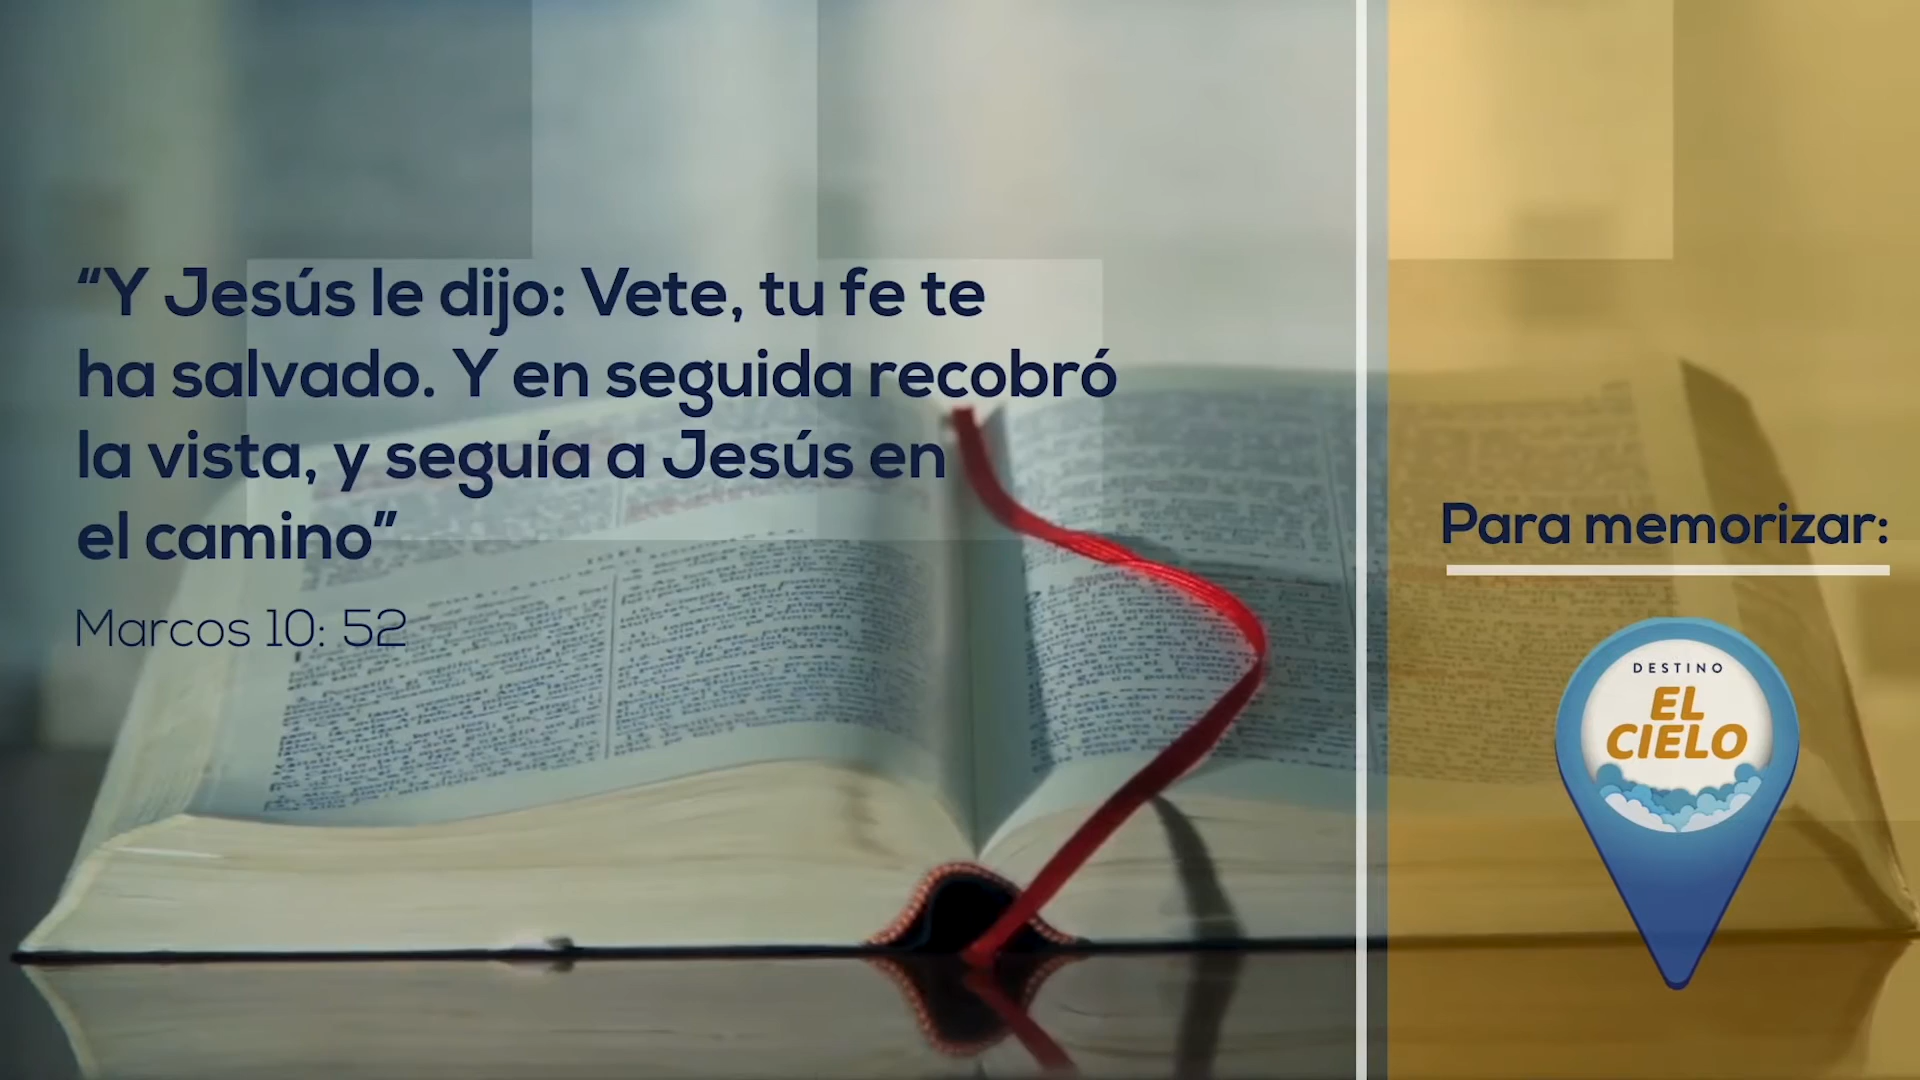 “Y Jesús le dijo: Vete, tu fe te
ha salvado. Y en seguida recobró
la vista, y seguía a Jesús en
el camino”
Marcos 10: 52
Para memorizar:
DESTINO
EL
CIELO